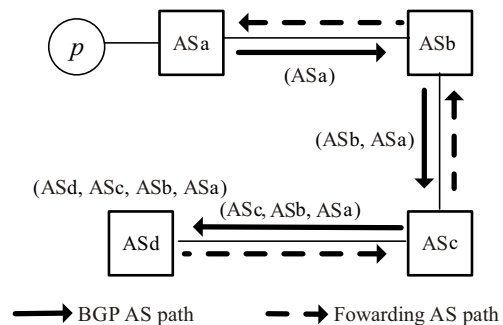 p
ASa
ASb
(ASa)
(ASb, ASa)
(ASd, ASc, ASb, ASa)
(ASc, ASb, ASa)
ASd
ASc
BGP AS path
Fowarding AS path